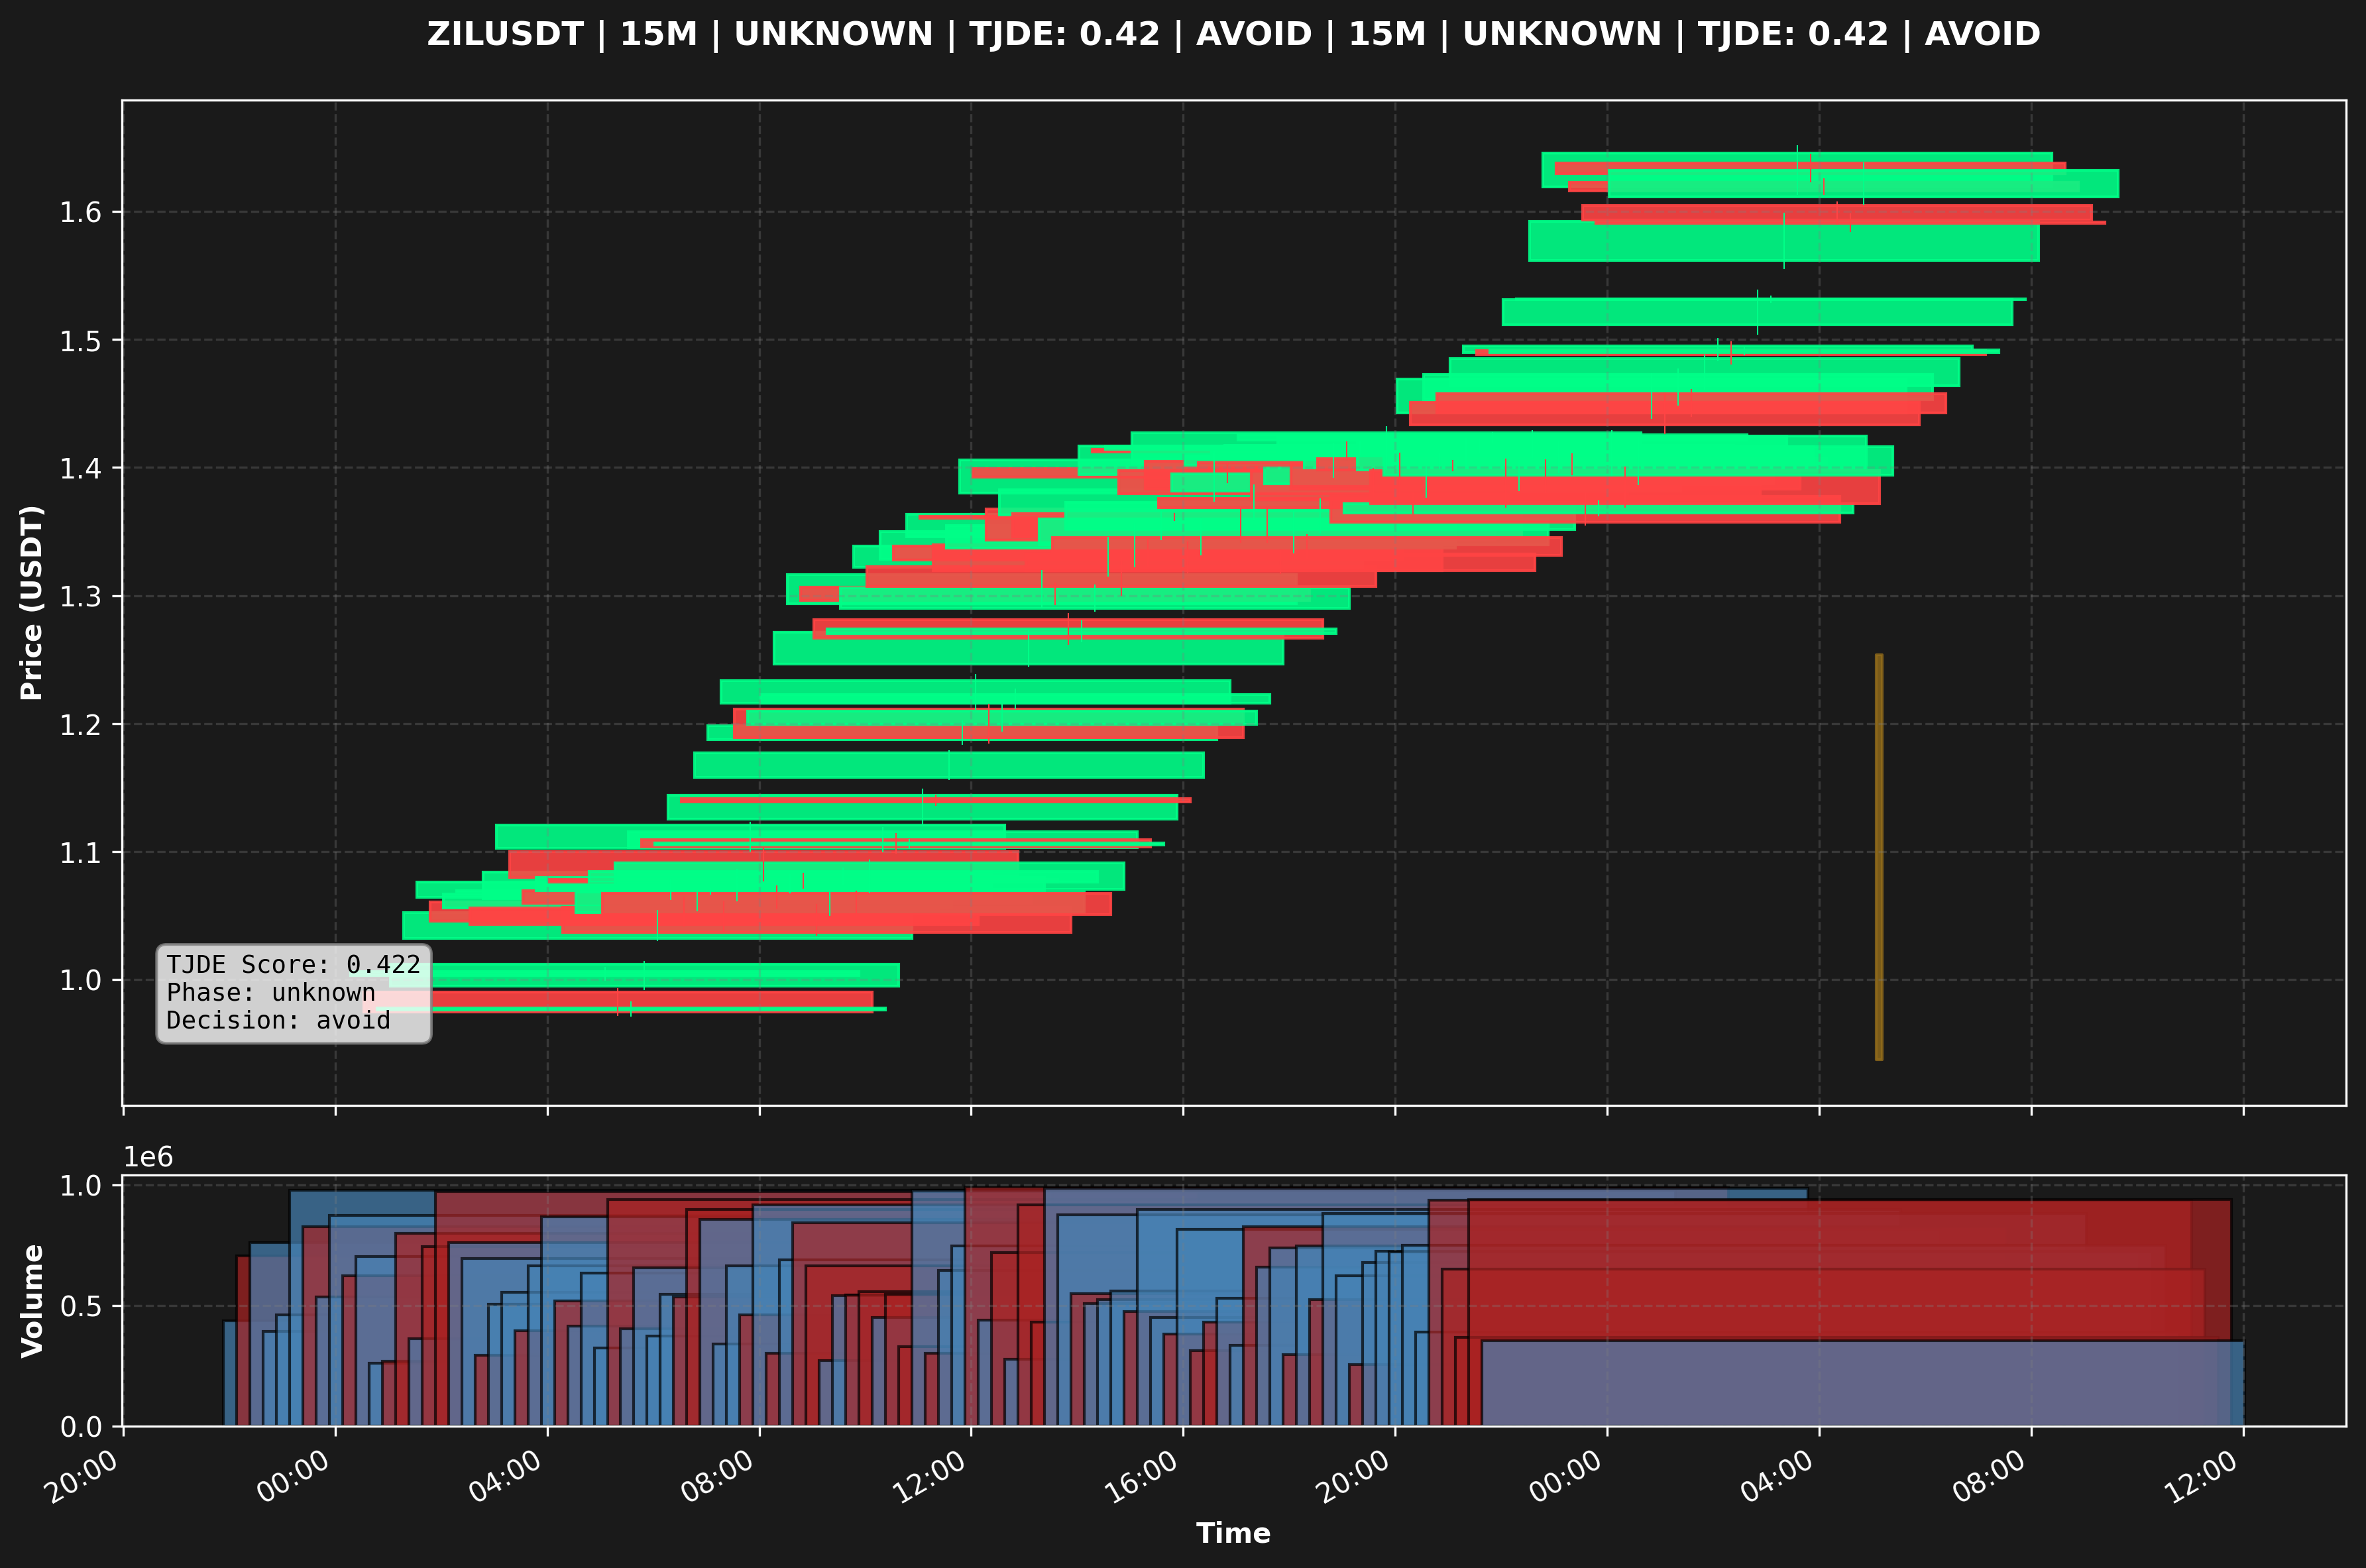 ZILUSDT | 15M | UNKNOWN | TJDE: 0.42 | AVOID | 15M | UNKNOWN | TJDE: 0.42 | AVOID
Price (USDT)
1.6
1.5
1.4
1.3
1.2
1.1
1.0
TJDE Score: 0.422
Phase: unknown
Decision: avoid
1e6
Volume
1.0
0.5
0.0
20:00
00:00
04:00
08:00
12:00
16:00
20:00
00:00
04:00
08:00
12:00
Time